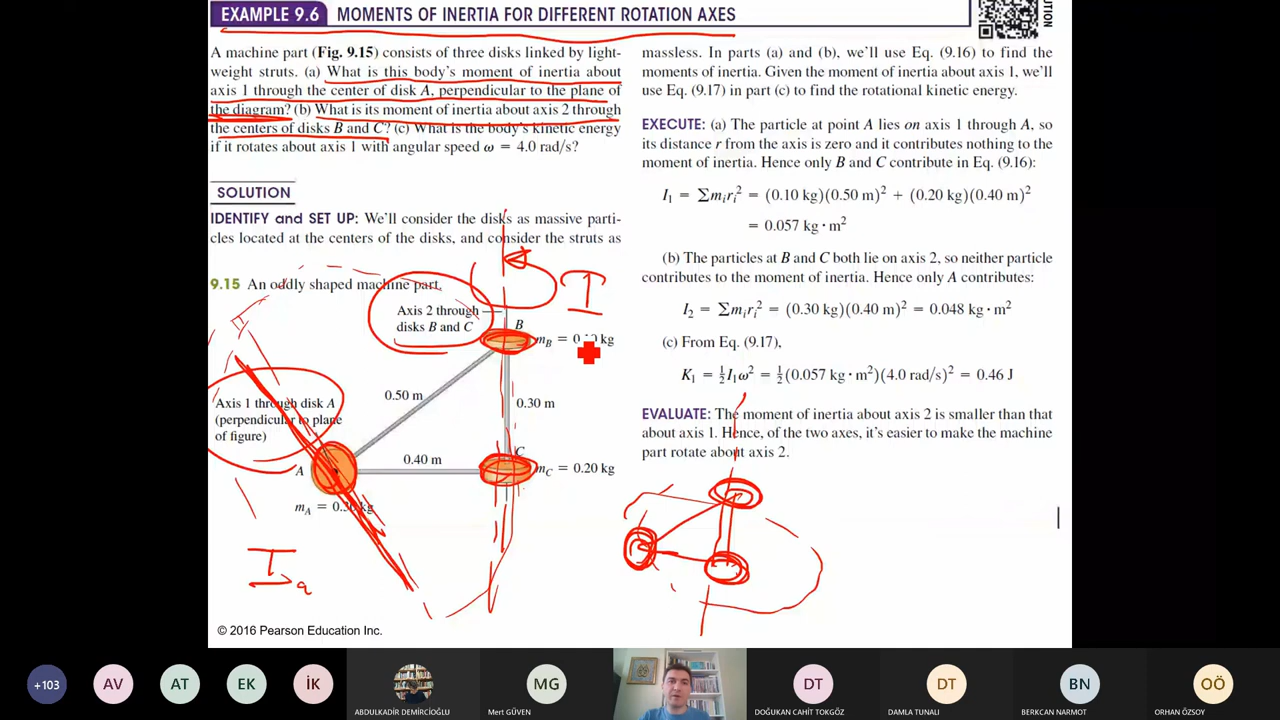 EXAMPLE 9.6 MOMENTS OF INERTIA FOR DIFFERENT ROTATION AXES
A machine part (Fig. 9.15) consists of three disks linked by light-
weight struts. (a) What is this body's moment of inertia about
axis 1 through the center of disk A, perpendicular to the plane of
the diagram? (b) What is its moment of inertia about axis 2 through
the centers of disks B and C? (c) What is the body's kinetic energy
if it rotates about axis 1 with angular speed ω = 4.0 rad/s?
SOLUTION
IDENTIFY and SET UP: We'll consider the disks as massive parti-
cles located at the centers of the disks, and consider the struts as
massless. In parts (a) and (b), we'll use Eq. (9.16) to find the
moments of inertia. Given the moment of inertia about axis 1, we'll
use Eq. (9.17) in part (c) to find the rotational kinetic energy.
EXECUTE: (a) The particle at point A lies on axis 1 through A, so
its distance r from the axis is zero and it contributes nothing to the
moment of inertia. Hence only B and C contribute in Eq. (9.16):
I₁ = Σmᵢrᵢ² = (0.10 kg)(0.50 m)² + (0.20 kg)(0.40 m)²
= 0.057 kg · m²
(b) The particles at B and C both lie on axis 2, so neither particle
contributes to the moment of inertia. Hence only A contributes:
I₂ = Σmᵢrᵢ² = (0.30 kg)(0.40 m)² = 0.048 kg · m²
(c) From Eq. (9.17),
K₁ = ½I₁ω² = ½(0.057 kg · m²)(4.0 rad/s)² = 0.46 J
EVALUATE: The moment of inertia about axis 2 is smaller than that
about axis 1. Hence, of the two axes, it's easier to make the machine
part rotate about axis 2.
9.15 An oddly shaped machine part.
I
Axis 2 through
disks B and C
B
m_B = kg
0.50 m
0.30 m
Axis 1 through disk A
(perpendicular to plane
of figure)
C
0.40 m
A
m_C = 0.20 kg
m_A = kg
I
© 2016 Pearson Education Inc.
+103
AV
AT
EK
İK
ABDULKADİR DEMİRCİOĞLU
MG
Mert GÜVEN
DT
DOĞUKAN CAHİT TOKGÖZ
DT
DAMLA TUNALI
BN
BERKCAN NARMOT
OÖ
ORHAN ÖZSOY